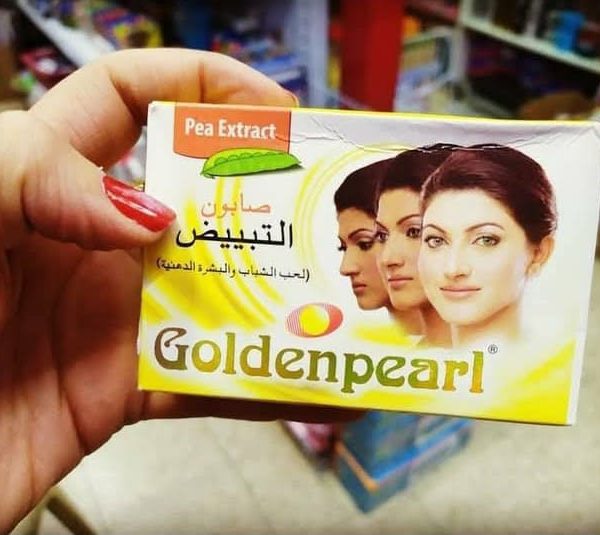 Pea Extract
صابون
التبييض
(لحب الشباب والبشرة الدهنية)
Goldenpearl®